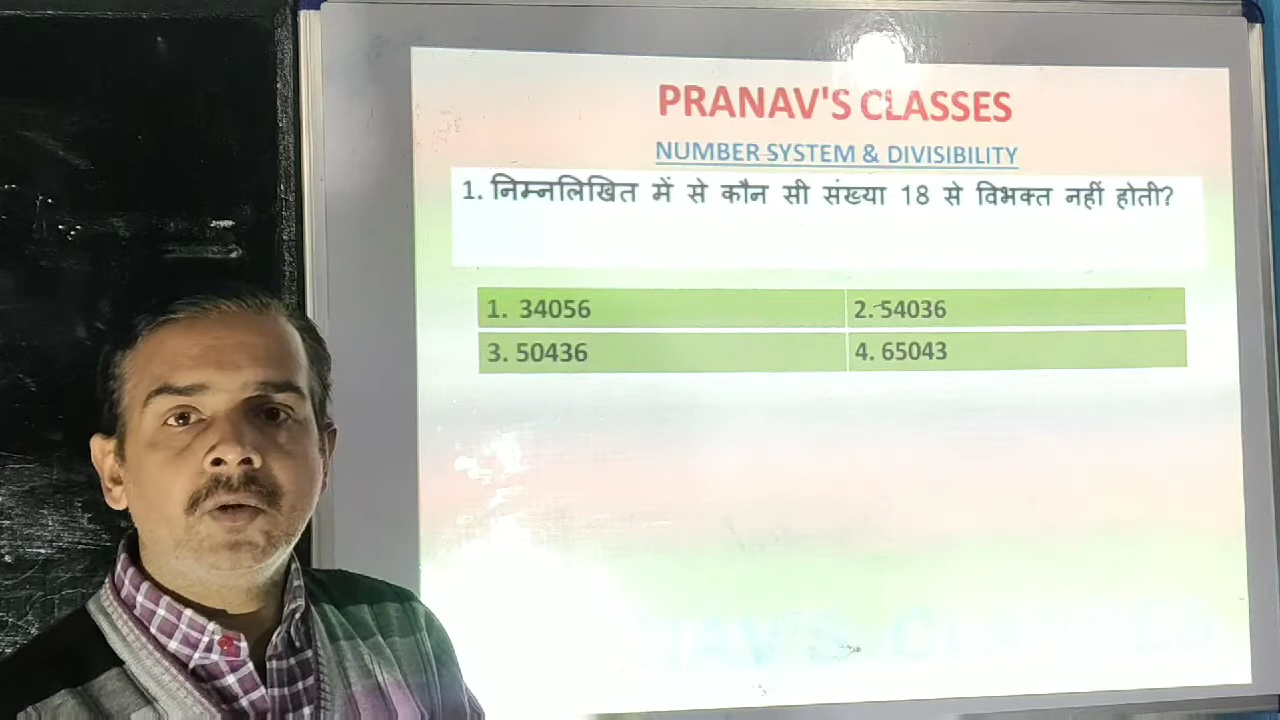 PRANAV'S CLASSES
NUMBER SYSTEM & DIVISIBILITY
1. निम्नलिखित में से कौन सी संख्या 18 से विभक्त नहीं होती?
1. 34056
2. 54036
3. 50436
4. 65043